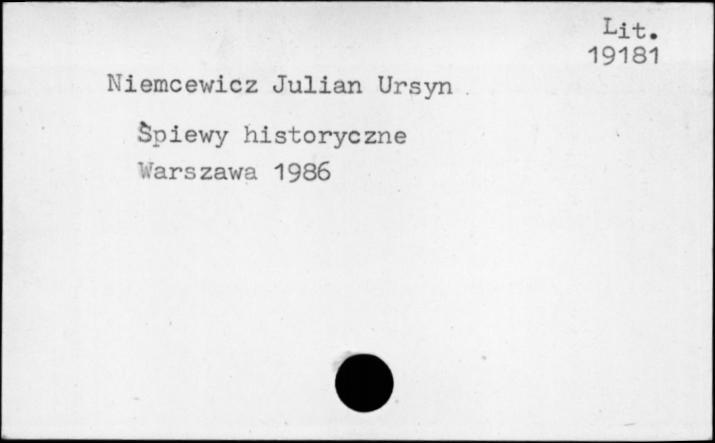 Lit.
19181
Niemcewicz Julian Ursyn
Śpiewy historyczne
Warszawa 1986